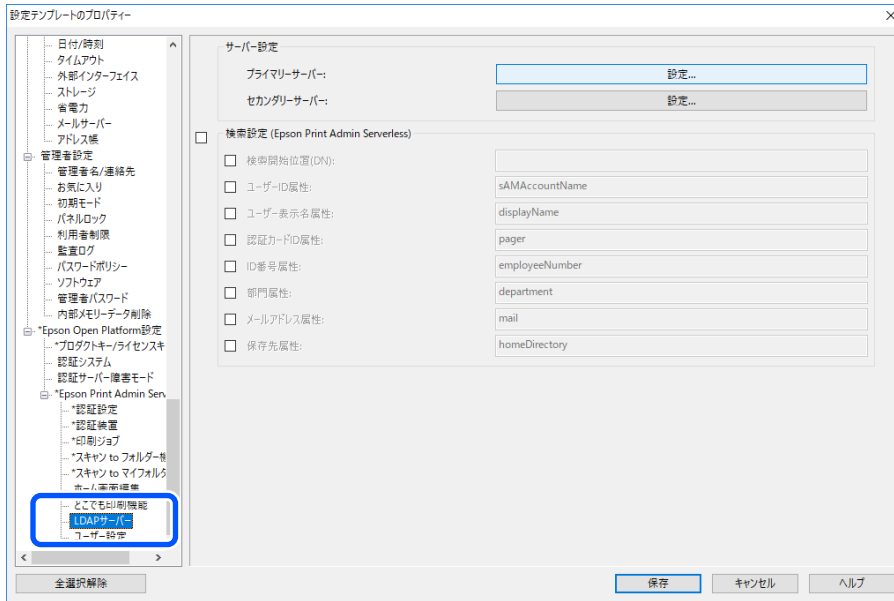 設定テンプレートのプロパティー
日付/時刻
タイムアウト
外部インターフェイス
ストレージ
省電力
メールサーバー
アドレス帳
管理者設定
管理者名/連絡先
お気に入り
初期モード
パネルロック
利用者制限
監査ログ
パスワードポリシー
ソフトウェア
管理者パスワード
内部メモリーデータ削除
*Epson Open Platform設定
*プロダクトキー/ライセンスキ
認証システム
認証サーバー障害モード
*Epson Print Admin Serv
*認証設定
*認証装置
*印刷ジョブ
*スキャン to フォルダー機
*スキャン to マイフォルダ
ホーム画面編集
どこでも印刷機能
LDAPサーバー
ユーザー設定
サーバー設定
プライマリーサーバー: 設定...
セカンダリーサーバー: 設定...
検索設定 (Epson Print Admin Serverless)
検索開始位置(DN):
ユーザーID属性: sAMAccountName
ユーザー表示名属性: displayName
認証カードID属性: pager
ID番号属性: employeeNumber
部門属性: department
メールアドレス属性: mail
保存先属性: homeDirectory
全選択解除 保存 キャンセル ヘルプ